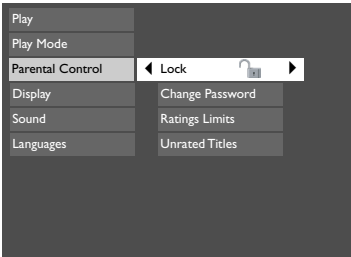 Play
Play Mode
Parental Control
Lock
Display
Change Password
Sound
Ratings Limits
Languages
Unrated Titles